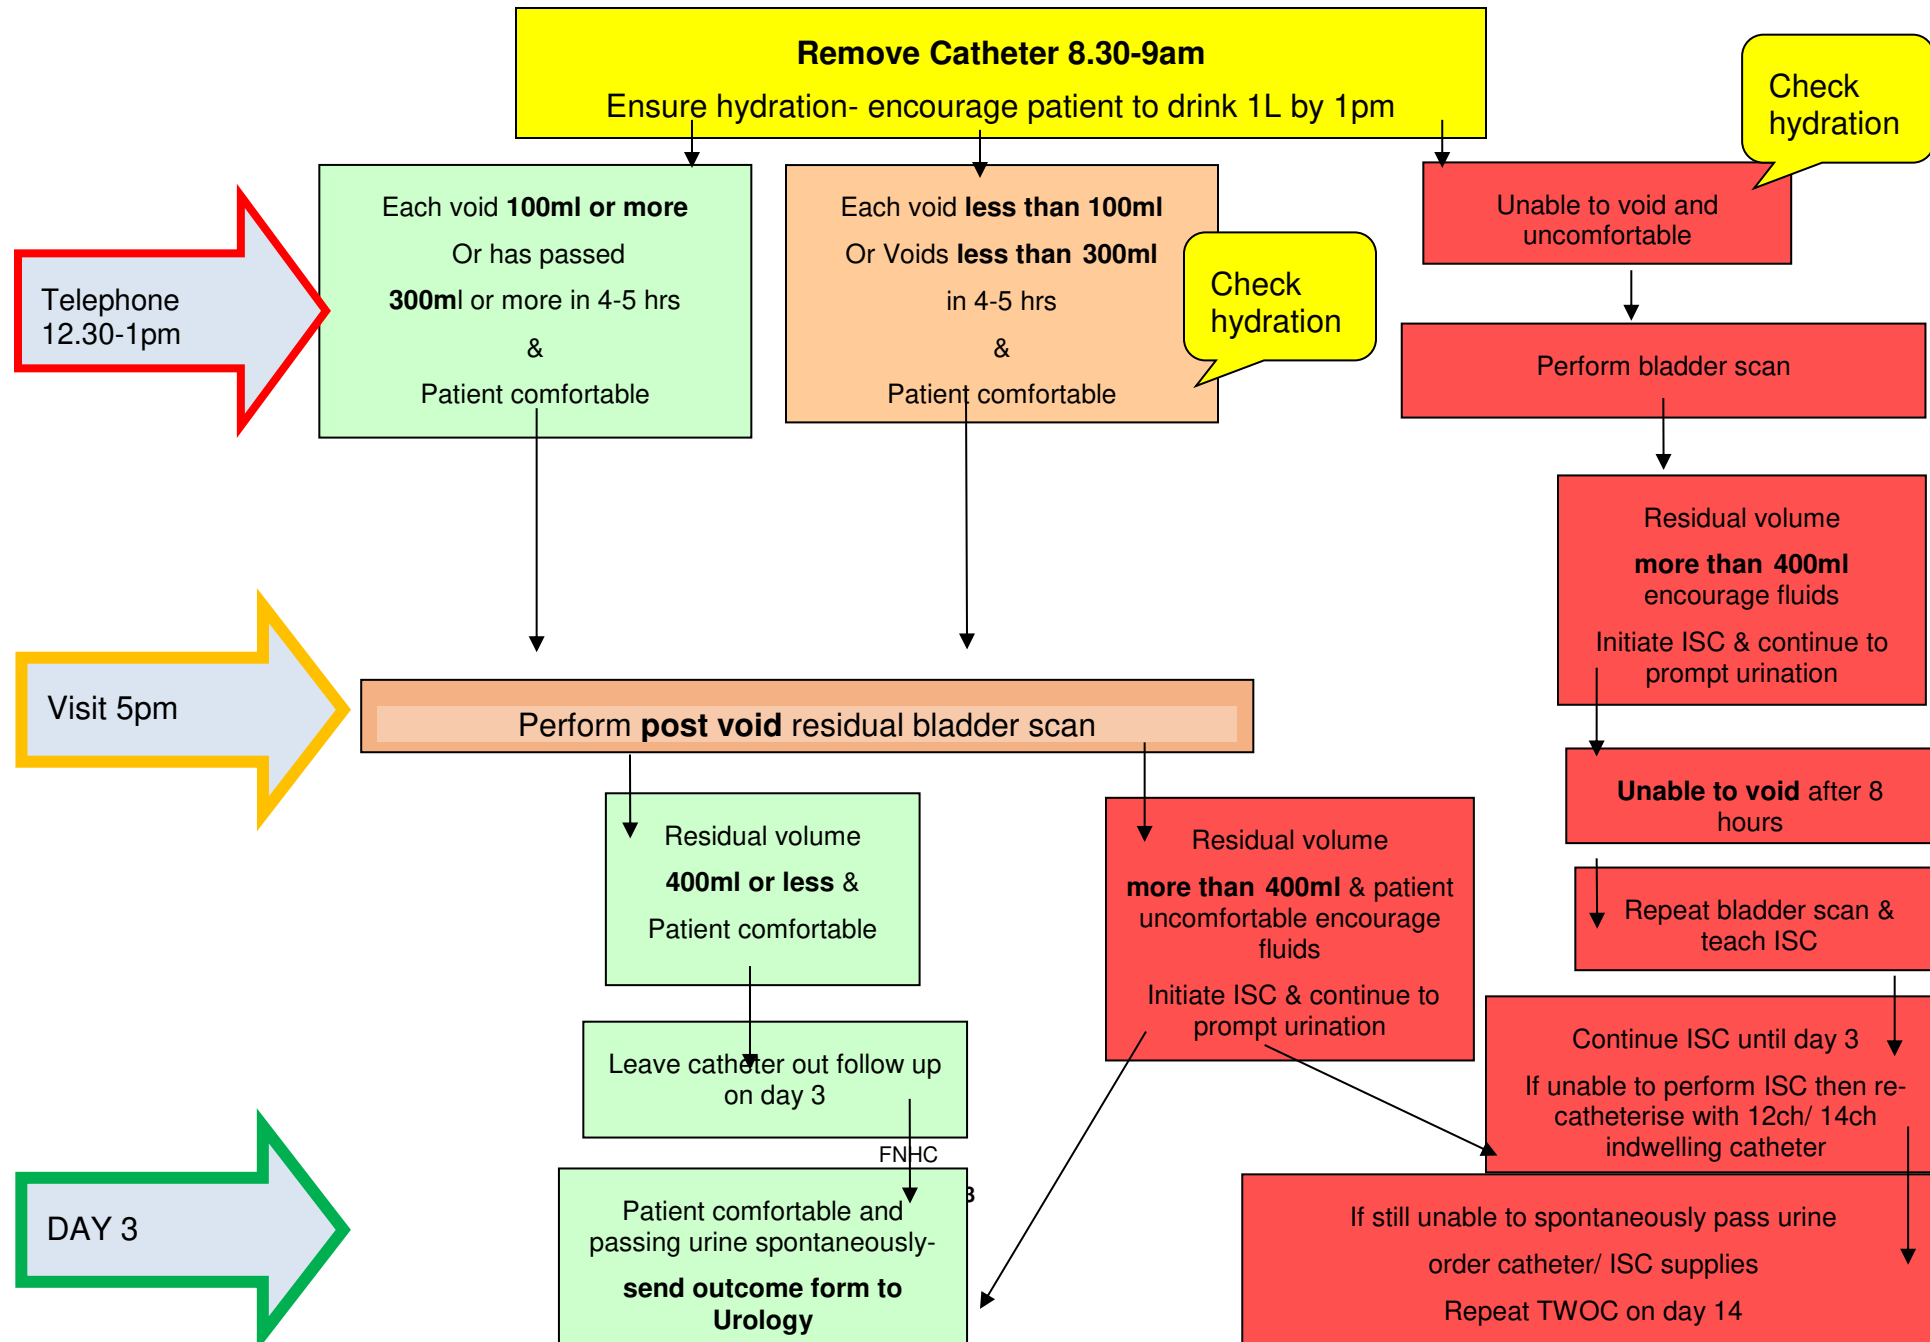 Remove Catheter 8.30-9am
Ensure hydration- encourage patient to drink 1L by 1pm
Check
hydration
Telephone
12.30-1pm
Each void 100ml or more
Or has passed
300ml or more in 4-5 hrs
&
Patient comfortable
Each void less than 100ml
Or Voids less than 300ml
in 4-5 hrs
&
Patient comfortable
Check
hydration
Unable to void and
uncomfortable
Perform bladder scan
Residual volume
more than 400ml
encourage fluids
Initiate ISC & continue to
prompt urination
Visit 5pm
Perform post void residual bladder scan
Unable to void after 8
hours
Residual volume
400ml or less &
Patient comfortable
Residual volume
more than 400ml & patient
uncomfortable encourage
fluids
Initiate ISC & continue to
prompt urination
Repeat bladder scan &
teach ISC
Leave catheter out follow up
on day 3
Continue ISC until day 3
If unable to perform ISC then re-
catheterise with 12ch/ 14ch
indwelling catheter
FNHC
DAY 3
Patient comfortable and
passing urine spontaneously-
send outcome form to
Urology
If still unable to spontaneously pass urine
order catheter/ ISC supplies
Repeat TWOC on day 14